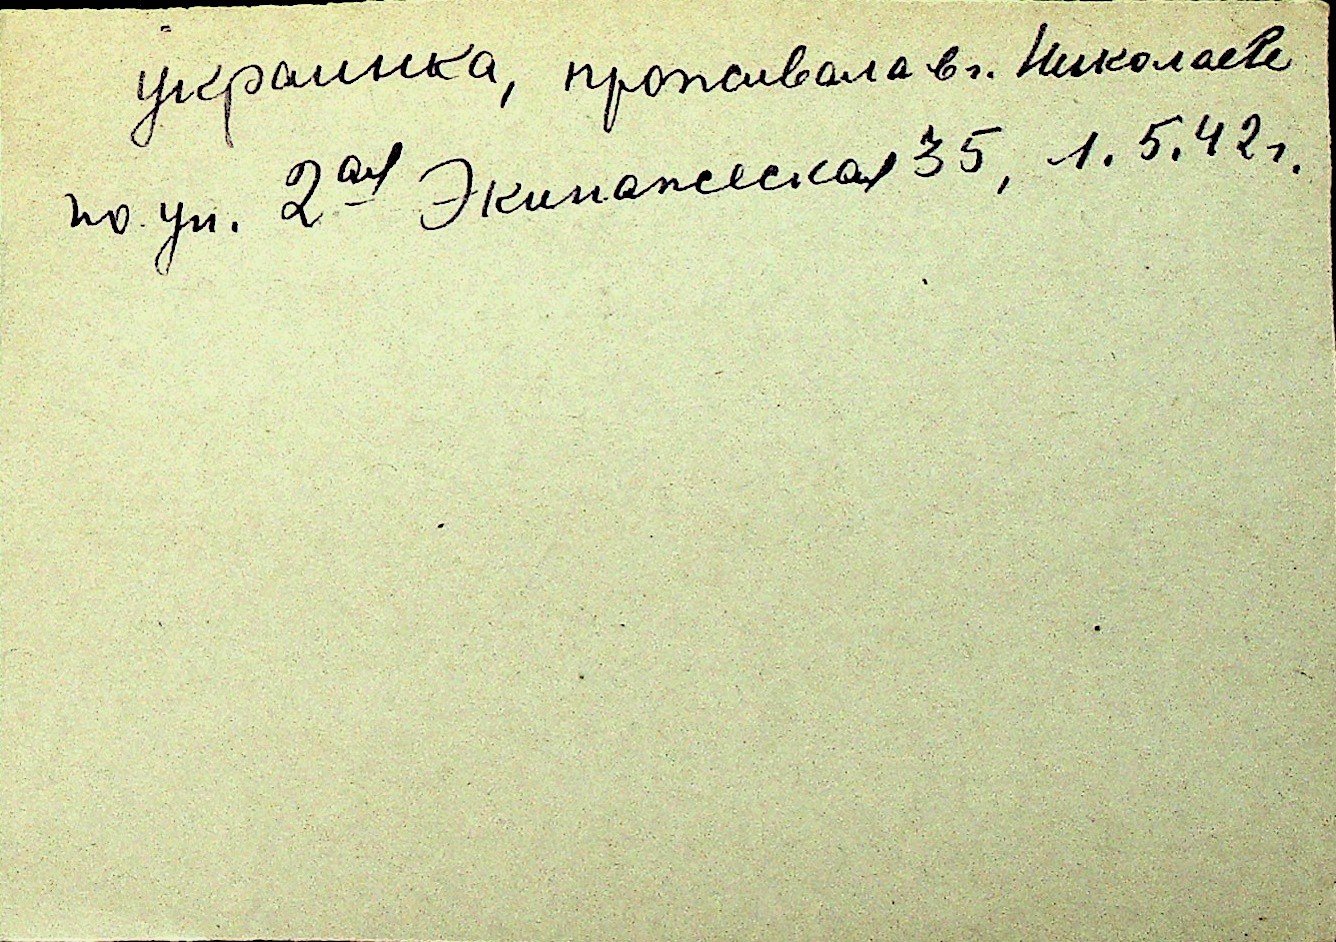 украинка, проживала в г. Николаеве
по ул. 2ая Экипажеская 35, 1.5.42г.